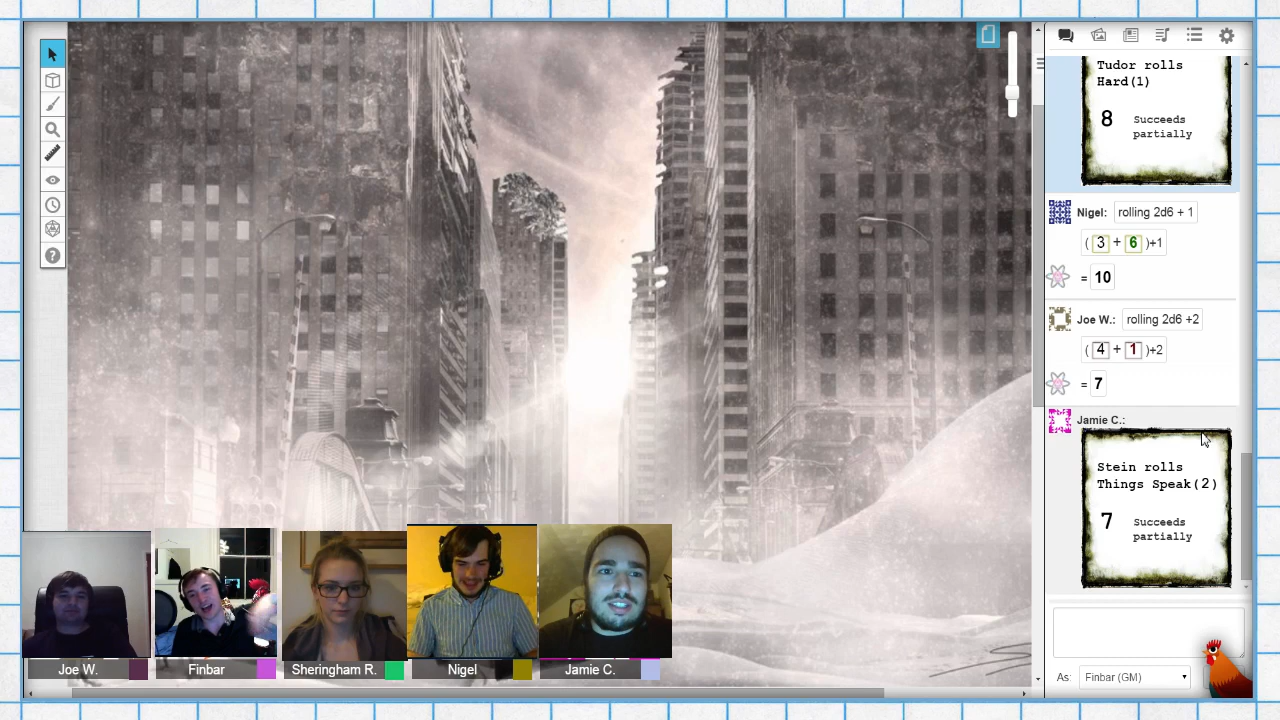 Tudor rolls
Hard(1)
8 Succeeds
partially
Nigel: rolling 2d6 + 1
( 3 + 6 )+1
= 10
Joe W.: rolling 2d6 +2
( 4 + 1 )+2
= 7
Jamie C.:
Stein rolls
Things Speak(2)
7 Succeeds
partially
Joe W. Finbar Sheringham R. Nigel Jamie C.
As: Finbar (GM)